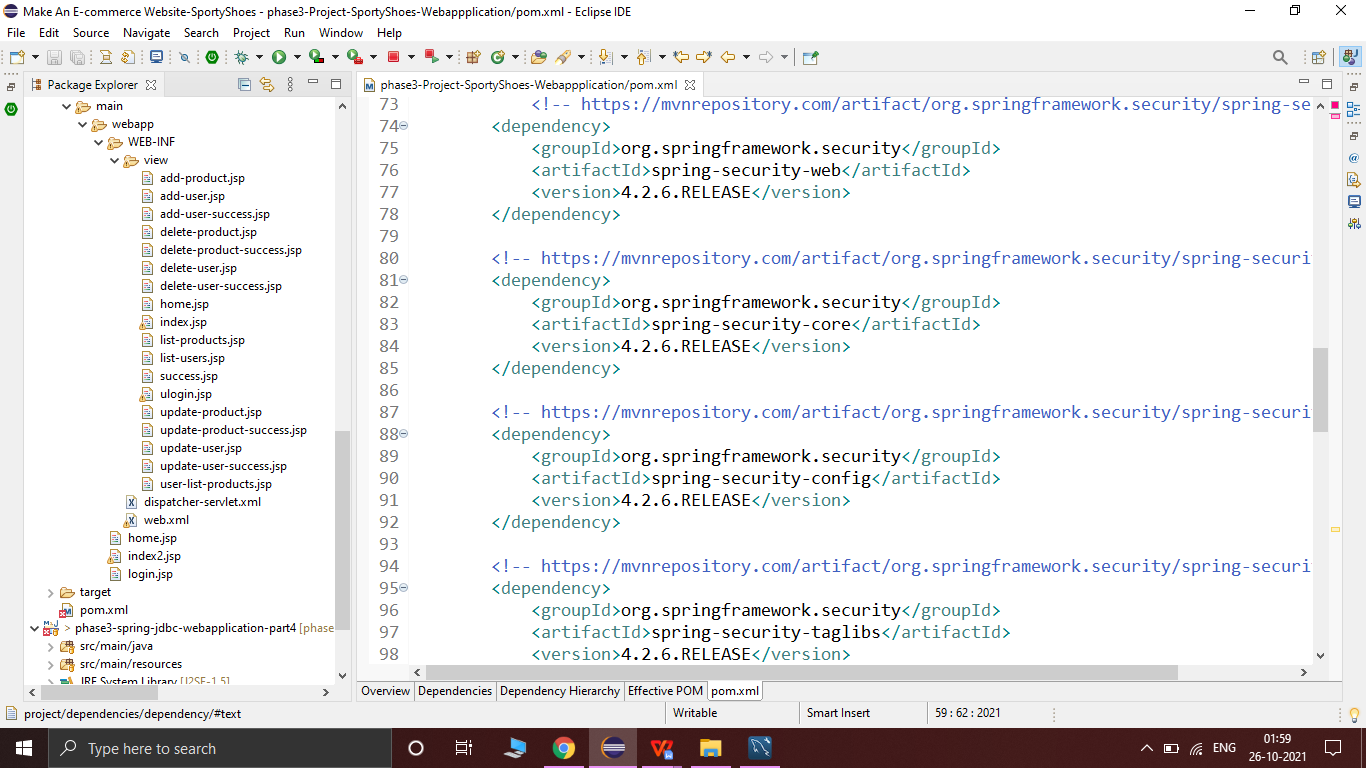 Make An E-commerce Website-SportyShoes - phase3-Project-SportyShoes-Webappplication/pom.xml - Eclipse IDE
File Edit Source Navigate Search Project Run Window Help
Package Explorer
main
webapp
WEB-INF
view
add-product.jsp
add-user.jsp
add-user-success.jsp
delete-product.jsp
delete-product-success.jsp
delete-user.jsp
delete-user-success.jsp
home.jsp
index.jsp
list-products.jsp
list-users.jsp
success.jsp
ulogin.jsp
update-product.jsp
update-product-success.jsp
update-user.jsp
update-user-success.jsp
user-list-products.jsp
dispatcher-servlet.xml
web.xml
home.jsp
index2.jsp
login.jsp
target
pom.xml
> phase3-spring-jdbc-webapplication-part4 [phase
src/main/java
src/main/resources
JRE System Library [J2SE-1.5]
phase3-Project-SportyShoes-Webappplication/pom.xml
73 <!-- https://mvnrepository.com/artifact/org.springframework.security/spring-se
74 <dependency>
75 <groupId>org.springframework.security</groupId>
76 <artifactId>spring-security-web</artifactId>
77 <version>4.2.6.RELEASE</version>
78 </dependency>
79
80 <!-- https://mvnrepository.com/artifact/org.springframework.security/spring-securi
81 <dependency>
82 <groupId>org.springframework.security</groupId>
83 <artifactId>spring-security-core</artifactId>
84 <version>4.2.6.RELEASE</version>
85 </dependency>
86
87 <!-- https://mvnrepository.com/artifact/org.springframework.security/spring-securi
88 <dependency>
89 <groupId>org.springframework.security</groupId>
90 <artifactId>spring-security-config</artifactId>
91 <version>4.2.6.RELEASE</version>
92 </dependency>
93
94 <!-- https://mvnrepository.com/artifact/org.springframework.security/spring-securi
95 <dependency>
96 <groupId>org.springframework.security</groupId>
97 <artifactId>spring-security-taglibs</artifactId>
98 <version>4.2.6.RELEASE</version>
Overview Dependencies Dependency Hierarchy Effective POM pom.xml
project/dependencies/dependency/#text Writable Smart Insert 59 : 62 : 2021
Type here to search
ENG
01:59
26-10-2021